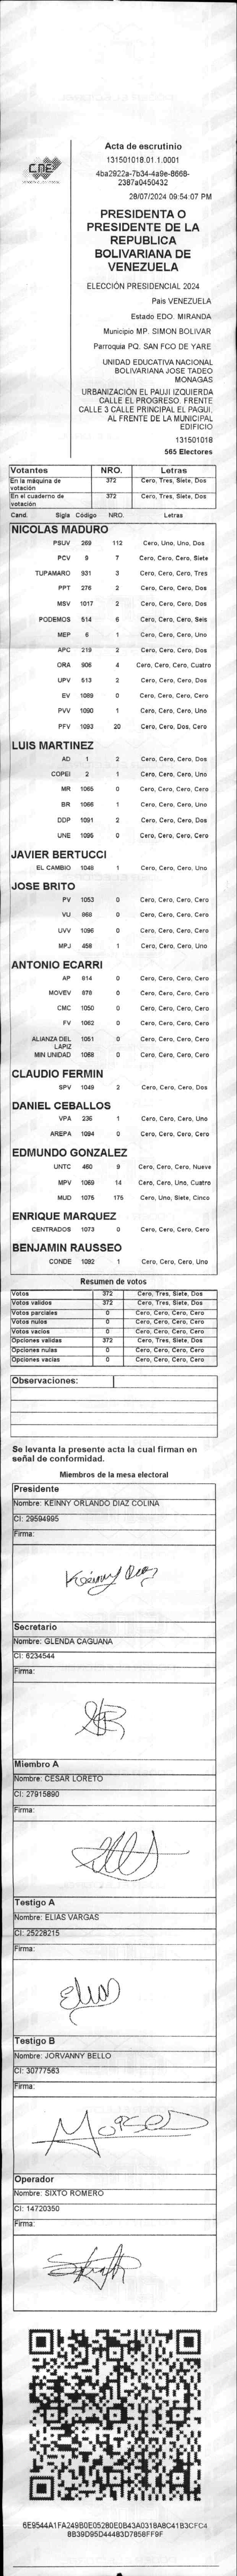 CNE
Acta de escrutinio
131501018.01.1.0001
4ba2922a-7b34-4a9e-8668-
2387a0450432
28/07/2024 09:54:07 PM
PRESIDENTA O
PRESIDENTE DE LA
REPUBLICA
BOLIVARIANA DE
VENEZUELA
ELECCIÓN PRESIDENCIAL 2024
Pais VENEZUELA
Estado EDO. MIRANDA
Municipio MP. SIMON BOLIVAR
Parroquia PQ. SAN FCO DE YARE
UNIDAD EDUCATIVA NACIONAL
BOLIVARIANA JOSE TADEO
MONAGAS
URBANIZACIÓN EL PAUJI IZQUIERDA
CALLE EL PROGRESO. FRENTE
CALLE 3 CALLE PRINCIPAL EL PAGUI,
AL FRENTE DE LA MUNICIPAL
EDIFICIO
131501018
565 Electores
Votantes NRO. Letras
En la máquina de votación 372 Cero, Tres, Siete, Dos
En el cuaderno de votación 372 Cero, Tres, Siete, Dos
Cand. Sigla Código NRO. Letras
NICOLAS MADURO
PSUV 269 112 Cero, Uno, Uno, Dos
PCV 9 7 Cero, Cero, Cero, Siete
TUPAMARO 931 3 Cero, Cero, Cero, Tres
PPT 276 2 Cero, Cero, Cero, Dos
MSV 1017 2 Cero, Cero, Cero, Dos
PODEMOS 514 6 Cero, Cero, Cero, Seis
MEP 6 1 Cero, Cero, Cero, Uno
APC 219 2 Cero, Cero, Cero, Dos
ORA 906 4 Cero, Cero, Cero, Cuatro
UPV 513 2 Cero, Cero, Cero, Dos
EV 1089 0 Cero, Cero, Cero, Cero
PVV 1090 1 Cero, Cero, Cero, Uno
PFV 1093 20 Cero, Cero, Dos, Cero
LUIS MARTINEZ
AD 1 2 Cero, Cero, Cero, Dos
COPEI 2 1 Cero, Cero, Cero, Uno
MR 1065 0 Cero, Cero, Cero, Cero
BR 1066 1 Cero, Cero, Cero, Uno
DDP 1091 2 Cero, Cero, Cero, Dos
UNE 1095 0 Cero, Cero, Cero, Cero
JAVIER BERTUCCI
EL CAMBIO 1048 1 Cero, Cero, Cero, Uno
JOSE BRITO
PV 1053 0 Cero, Cero, Cero, Cero
VU 868 0 Cero, Cero, Cero, Cero
UVV 1096 0 Cero, Cero, Cero, Cero
MPJ 458 1 Cero, Cero, Cero, Uno
ANTONIO ECARRI
AP 814 0 Cero, Cero, Cero, Cero
MOVEV 979 0 Cero, Cero, Cero, Cero
CMC 1050 0 Cero, Cero, Cero, Cero
FV 1062 0 Cero, Cero, Cero, Cero
ALIANZA DEL LAPIZ 1051 0 Cero, Cero, Cero, Cero
MIN UNIDAD 1068 0 Cero, Cero, Cero, Cero
CLAUDIO FERMIN
SPV 1049 2 Cero, Cero, Cero, Dos
DANIEL CEBALLOS
VPA 235 1 Cero, Cero, Cero, Uno
AREPA 1094 0 Cero, Cero, Cero, Cero
EDMUNDO GONZALEZ
UNTC 460 9 Cero, Cero, Cero, Nueve
MPV 1069 14 Cero, Cero, Uno, Cuatro
MUD 1075 175 Cero, Uno, Siete, Cinco
ENRIQUE MARQUEZ
CENTRADOS 1073 0 Cero, Cero, Cero, Cero
BENJAMIN RAUSSEO
CONDE 1092 1 Cero, Cero, Cero, Uno
Resumen de votos
Votos 372 Cero, Tres, Siete, Dos
Votos validos 372 Cero, Tres, Siete, Dos
Votos parciales 0 Cero, Cero, Cero, Cero
Votos nulos 0 Cero, Cero, Cero, Cero
Votos vacios 0 Cero, Cero, Cero, Cero
Opciones validas 372 Cero, Tres, Siete, Dos
Opciones nulas 0 Cero, Cero, Cero, Cero
Opciones vacias 0 Cero, Cero, Cero, Cero
Observaciones:
Se levanta la presente acta la cual firman en
señal de conformidad.
Miembros de la mesa electoral
Presidente
Nombre: KEINNY ORLANDO DIAZ COLINA
CI: 29594995
Firma:
Keinny Diaz
Secretario
Nombre: GLENDA CAGUANA
CI: 6234544
Firma:
Miembro A
Nombre: CESAR LORETO
CI: 27915890
Firma:
Testigo A
Nombre: ELIAS VARGAS
CI: 25228215
Firma:
Elias
Testigo B
Nombre: JORVANNY BELLO
CI: 30777563
Firma:
Operador
Nombre: SIXTO ROMERO
CI: 14720350
Firma:
6E9544A1FA249B0E05280E0B43A0318A8C41B3CFC4
8B39D95D44483D7858FF9F